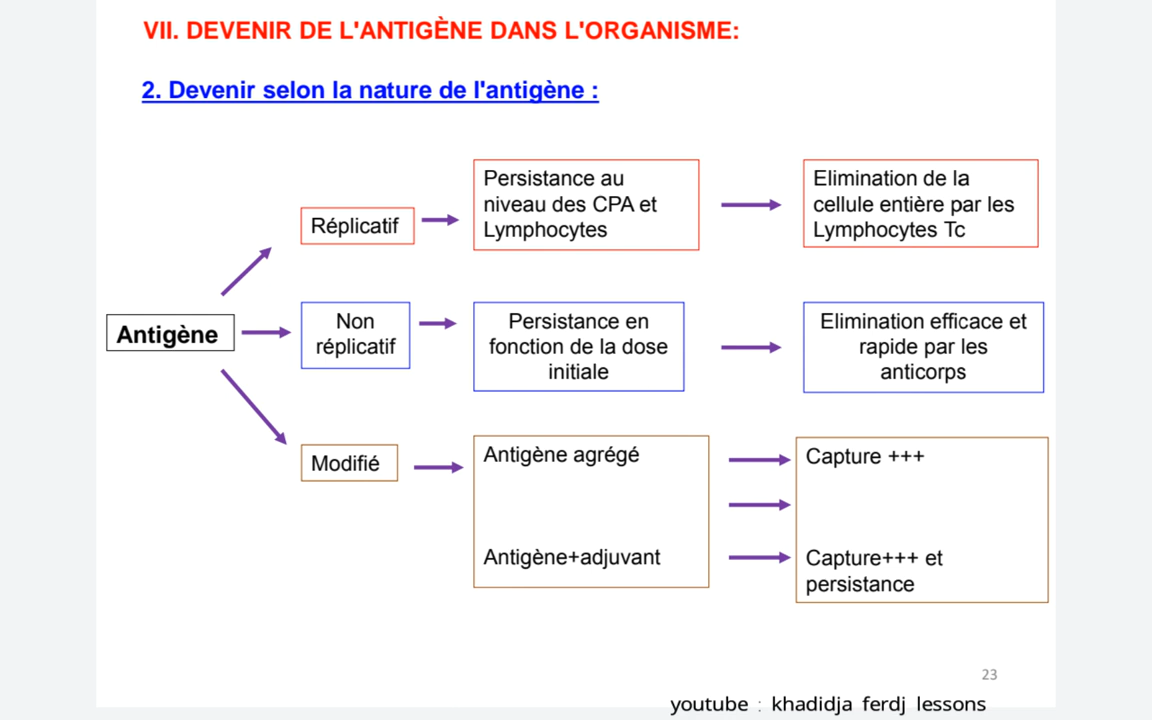 VII. DEVENIR DE L'ANTIGÈNE DANS L'ORGANISME:
2. Devenir selon la nature de l'antigène :
Antigène
Réplicatif
Persistance au
niveau des CPA et
Lymphocytes
Elimination de la
cellule entière par les
Lymphocytes Tc
Non
réplicatif
Persistance en
fonction de la dose
initiale
Elimination efficace et
rapide par les
anticorps
Modifié
Antigène agrégé
Capture +++
Antigène+adjuvant
Capture+++ et
persistance
23
youtube : khadidja ferdj lessons